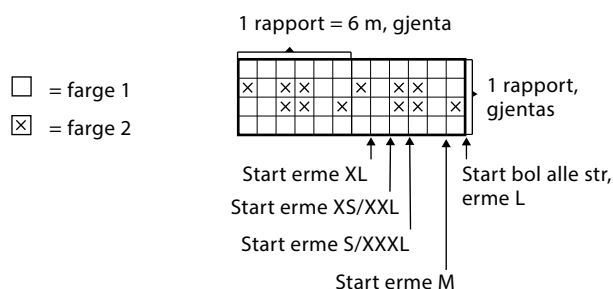 1 rapport = 6 m, gjenta
= farge 1
= farge 2
1 rapport,
gjentas
Start erme XL
Start bol alle str,
erme L
Start erme XS/XXL
Start erme S/XXXL
Start erme M